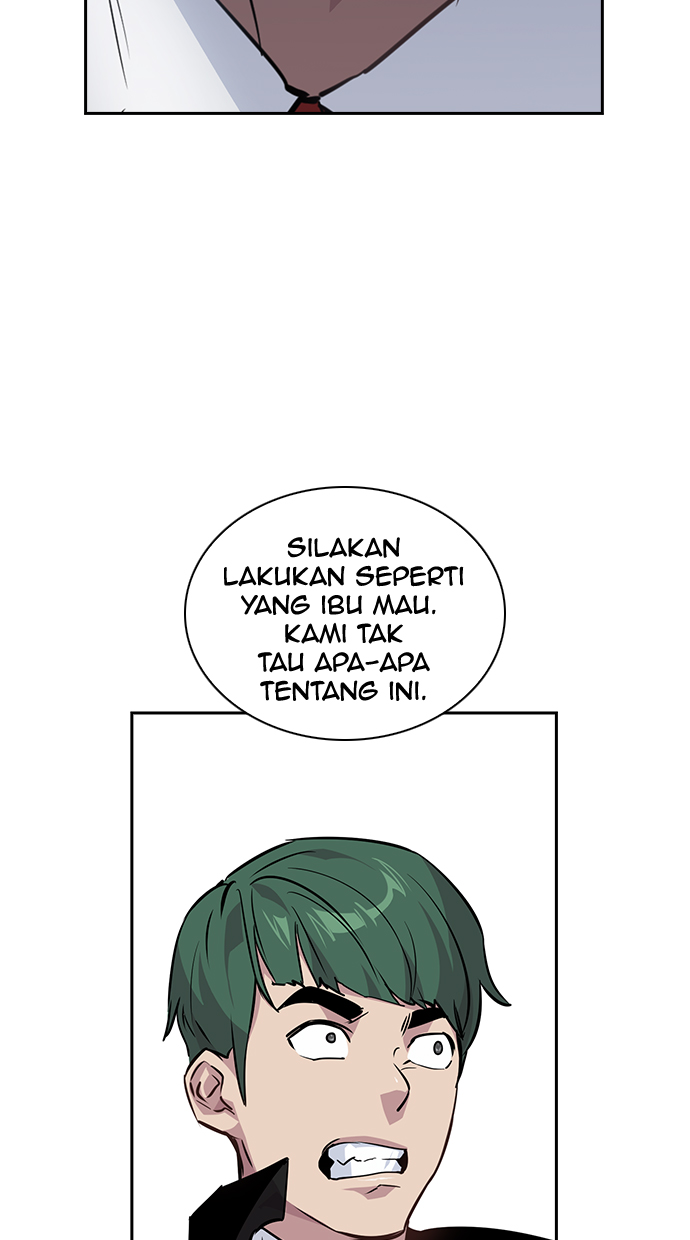 SILAKAN
LAKUKAN SEPERTI
YANG IBU MAU.
KAMI TAK
TAU APA-APA
TENTANG INI.